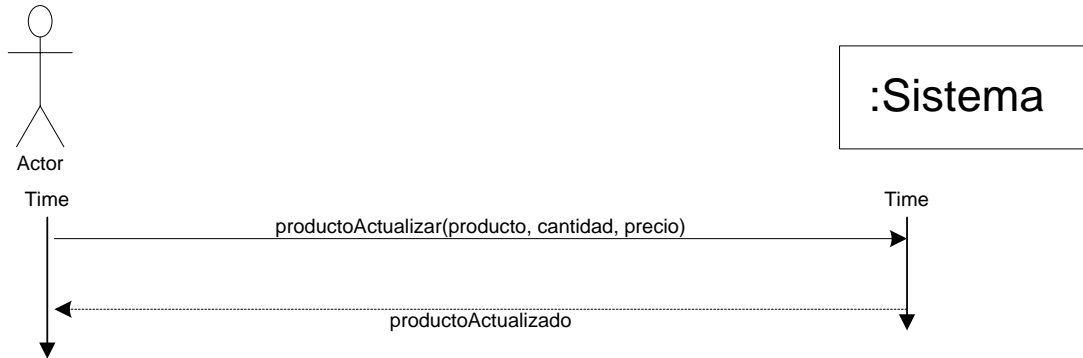 :Sistema
Actor
Time
Time
productoActualizar(producto, cantidad, precio)
productoActualizado